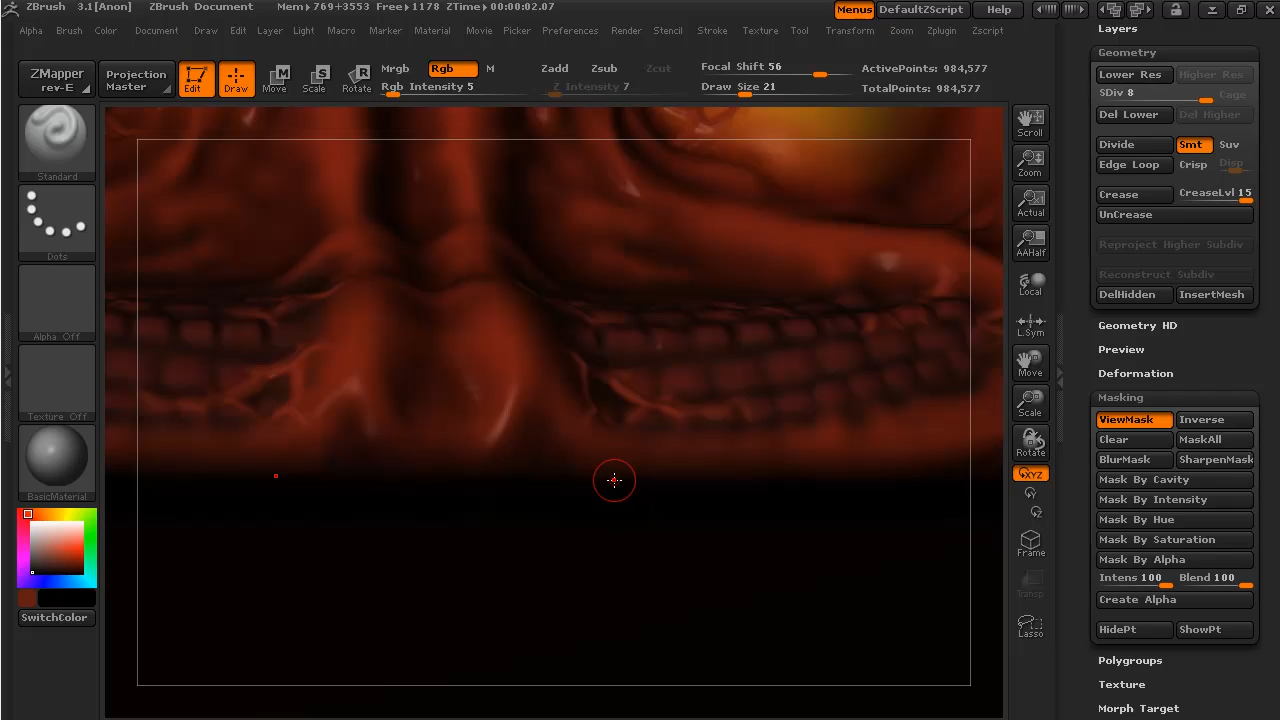 ZBrush 3.1[Anon] ZBrush Document Mem▸769+3553 Free▸1178 ZTime▸00:00:02.07
Menus DefaultZScript Help
Alpha Brush Color Document Draw Edit Layer Light Macro Marker Material Movie Picker Preferences Render Stencil Stroke Texture Tool Transform Zoom Zplugin Zscript
ZMapper
rev-E
Projection
Master
Edit
Draw
Move
Scale
Rotate
Mrgb Rgb M
Rgb Intensity 5
Zadd Zsub Zcut
Z Intensity 7
Focal Shift 56
Draw Size 21
ActivePoints: 984,577
TotalPoints: 984,577
Standard
Dots
Alpha Off
Texture Off
BasicMaterial
SwitchColor
Scroll
Zoom
Actual
AAHalf
Local
L.Sym
Move
Scale
Rotate
XYZ
Y
Z
Frame
Transp
Lasso
Layers
Geometry
Lower Res Higher Res
SDiv 8 Cage
Del Lower Del Higher
Divide Smt Suv
Edge Loop Crisp Disp
Crease CreaseLvl 15
UnCrease
Reproject Higher Subdiv
Reconstruct Subdiv
DelHidden InsertMesh
Geometry HD
Preview
Deformation
Masking
ViewMask Inverse
Clear MaskAll
BlurMask SharpenMask
Mask By Cavity
Mask By Intensity
Mask By Hue
Mask By Saturation
Mask By Alpha
Intens 100 Blend 100
Create Alpha
HidePt ShowPt
Polygroups
Texture
Morph Target